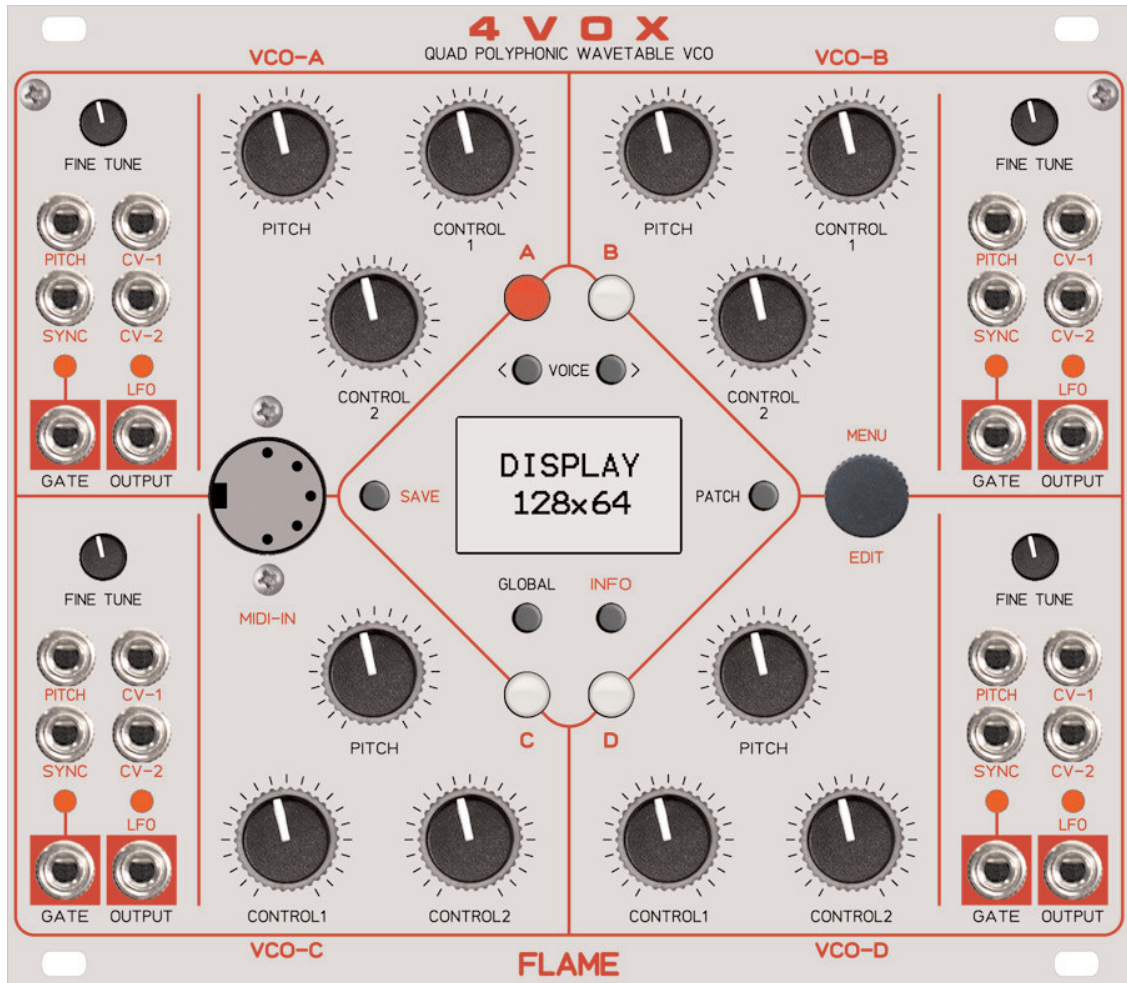 4 VOX
QUAD POLYPHONIC WAVETABLE VCO
VCO-A
VCO-B
FINE TUNE
PITCH
CONTROL
1
PITCH
CONTROL
1
FINE TUNE
PITCH CV-1
SYNC CV-2
LFO
GATE OUTPUT
A B
CONTROL
2
< VOICE >
CONTROL
2
PITCH CV-1
SYNC CV-2
LFO
GATE OUTPUT
DISPLAY
128x64
SAVE
PATCH
MENU
EDIT
GLOBAL
INFO
MIDI-IN
FINE TUNE
PITCH CV-1
SYNC CV-2
LFO
GATE OUTPUT
PITCH
C D
PITCH
CONTROL1
CONTROL2
CONTROL1
CONTROL2
FINE TUNE
PITCH CV-1
SYNC CV-2
LFO
GATE OUTPUT
VCO-C
VCO-D
FLAME